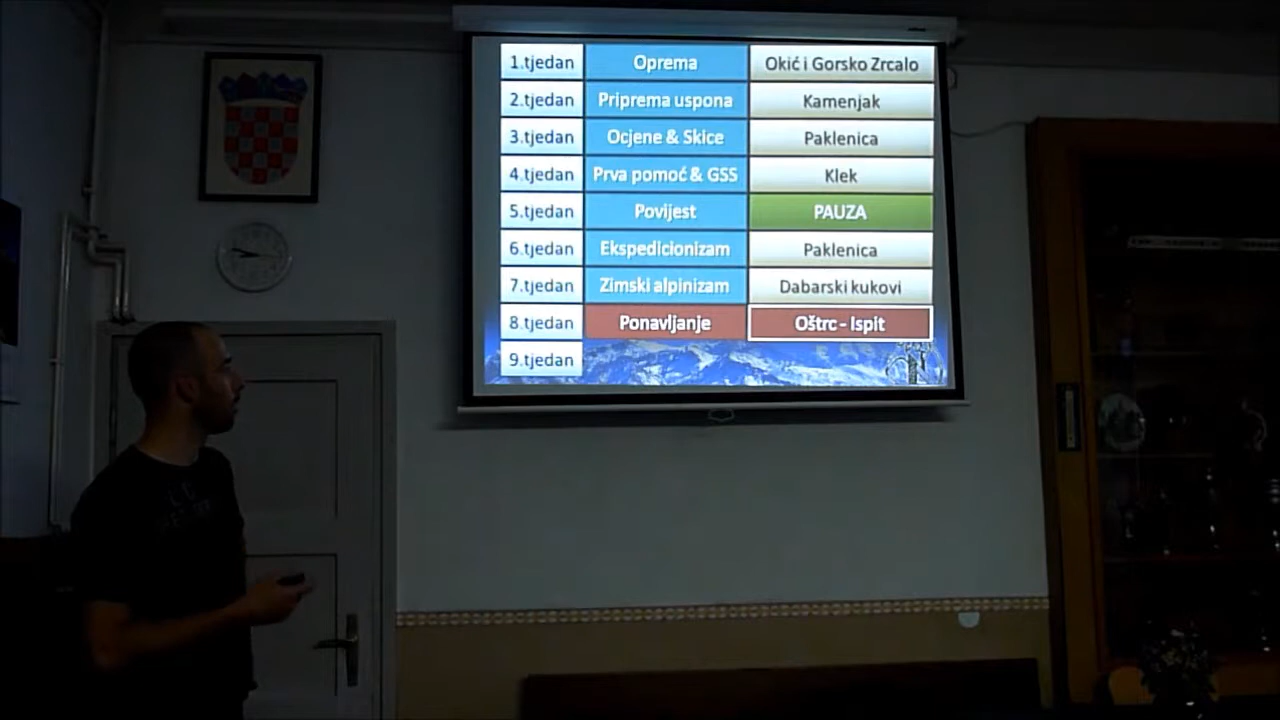 1.tjedan Oprema Okić i Gorsko Zrcalo
2.tjedan Priprema uspona Kamenjak
3.tjedan Ocjene & Skice Paklenica
4.tjedan Prva pomoć & GSS Klek
5.tjedan Povijest PAUZA
6.tjedan Ekspedicionizam Paklenica
7.tjedan Zimski alpinizam Dabarski kukovi
8.tjedan Ponavljanje Oštrc - Ispit
9.tjedan